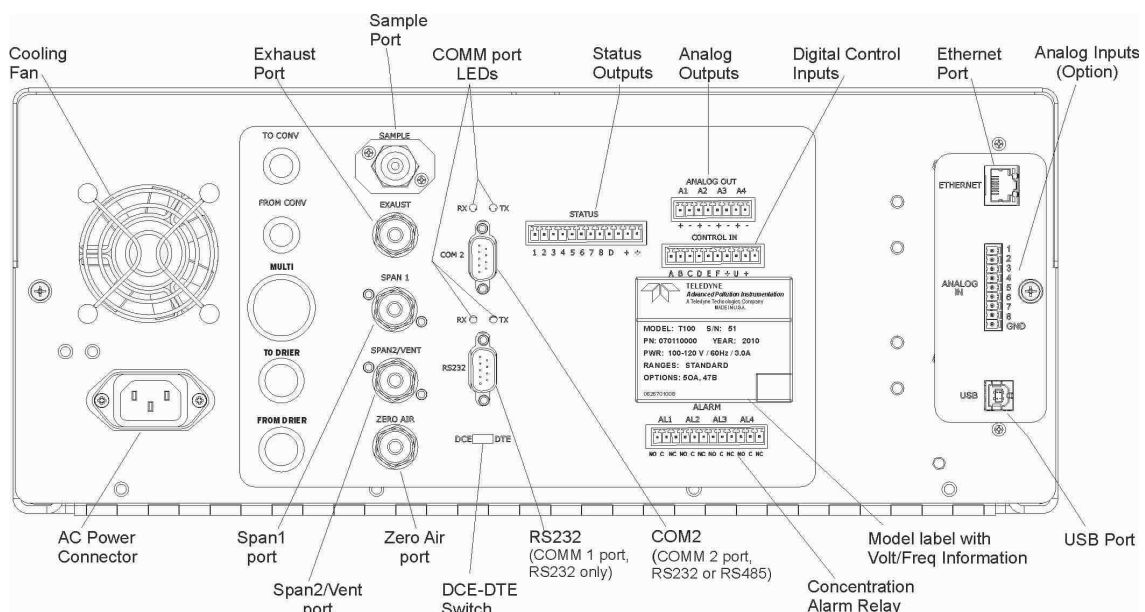 Cooling
Fan
Exhaust
Port
Sample
Port
COMM port
LEDs
Status
Outputs
Analog
Outputs
Digital Control
Inputs
Ethernet
Port
Analog Inputs
(Option)
TO CONV
FROM CONV
MULTI
TO DRIER
FROM DRIER
SAMPLE
EXAUST
SPAN 1
SPAN2/VENT
ZERO AIR
RX TX
COM 2
RX TX
RS232
DCE DTE
STATUS
1 2 3 4 5 6 7 8 D +
ANALOG OUT
A1 A2 A3 A4
+ - + - + - + -
CONTROL IN
A B C D E F U +
TELEDYNE
Advanced Pollution Instrumentation
A Teledyne Technologies Company
MADE IN USA
MODEL: T100 S/N: 51
PN: 070110000 YEAR: 2010
PWR: 100-120 V / 60Hz / 3.0A
RANGES: STANDARD
OPTIONS: 50A, 47B
ALARM
AL1 AL2 AL3 AL4
NO C NC NO C NC NO C NC NO C NC
ETHERNET
ANALOG
IN
1
2
3
4
5
6
7
8
GND
USB
AC Power
Connector
Span1
port
Span2/Vent
port
Zero Air
port
DCE-DTE
Switch
RS232
(COMM 1 port,
RS232 only)
COM2
(COMM 2 port,
RS232 or RS485)
Concentration
Alarm Relay
Model label with
Volt/Freq Information
USB Port